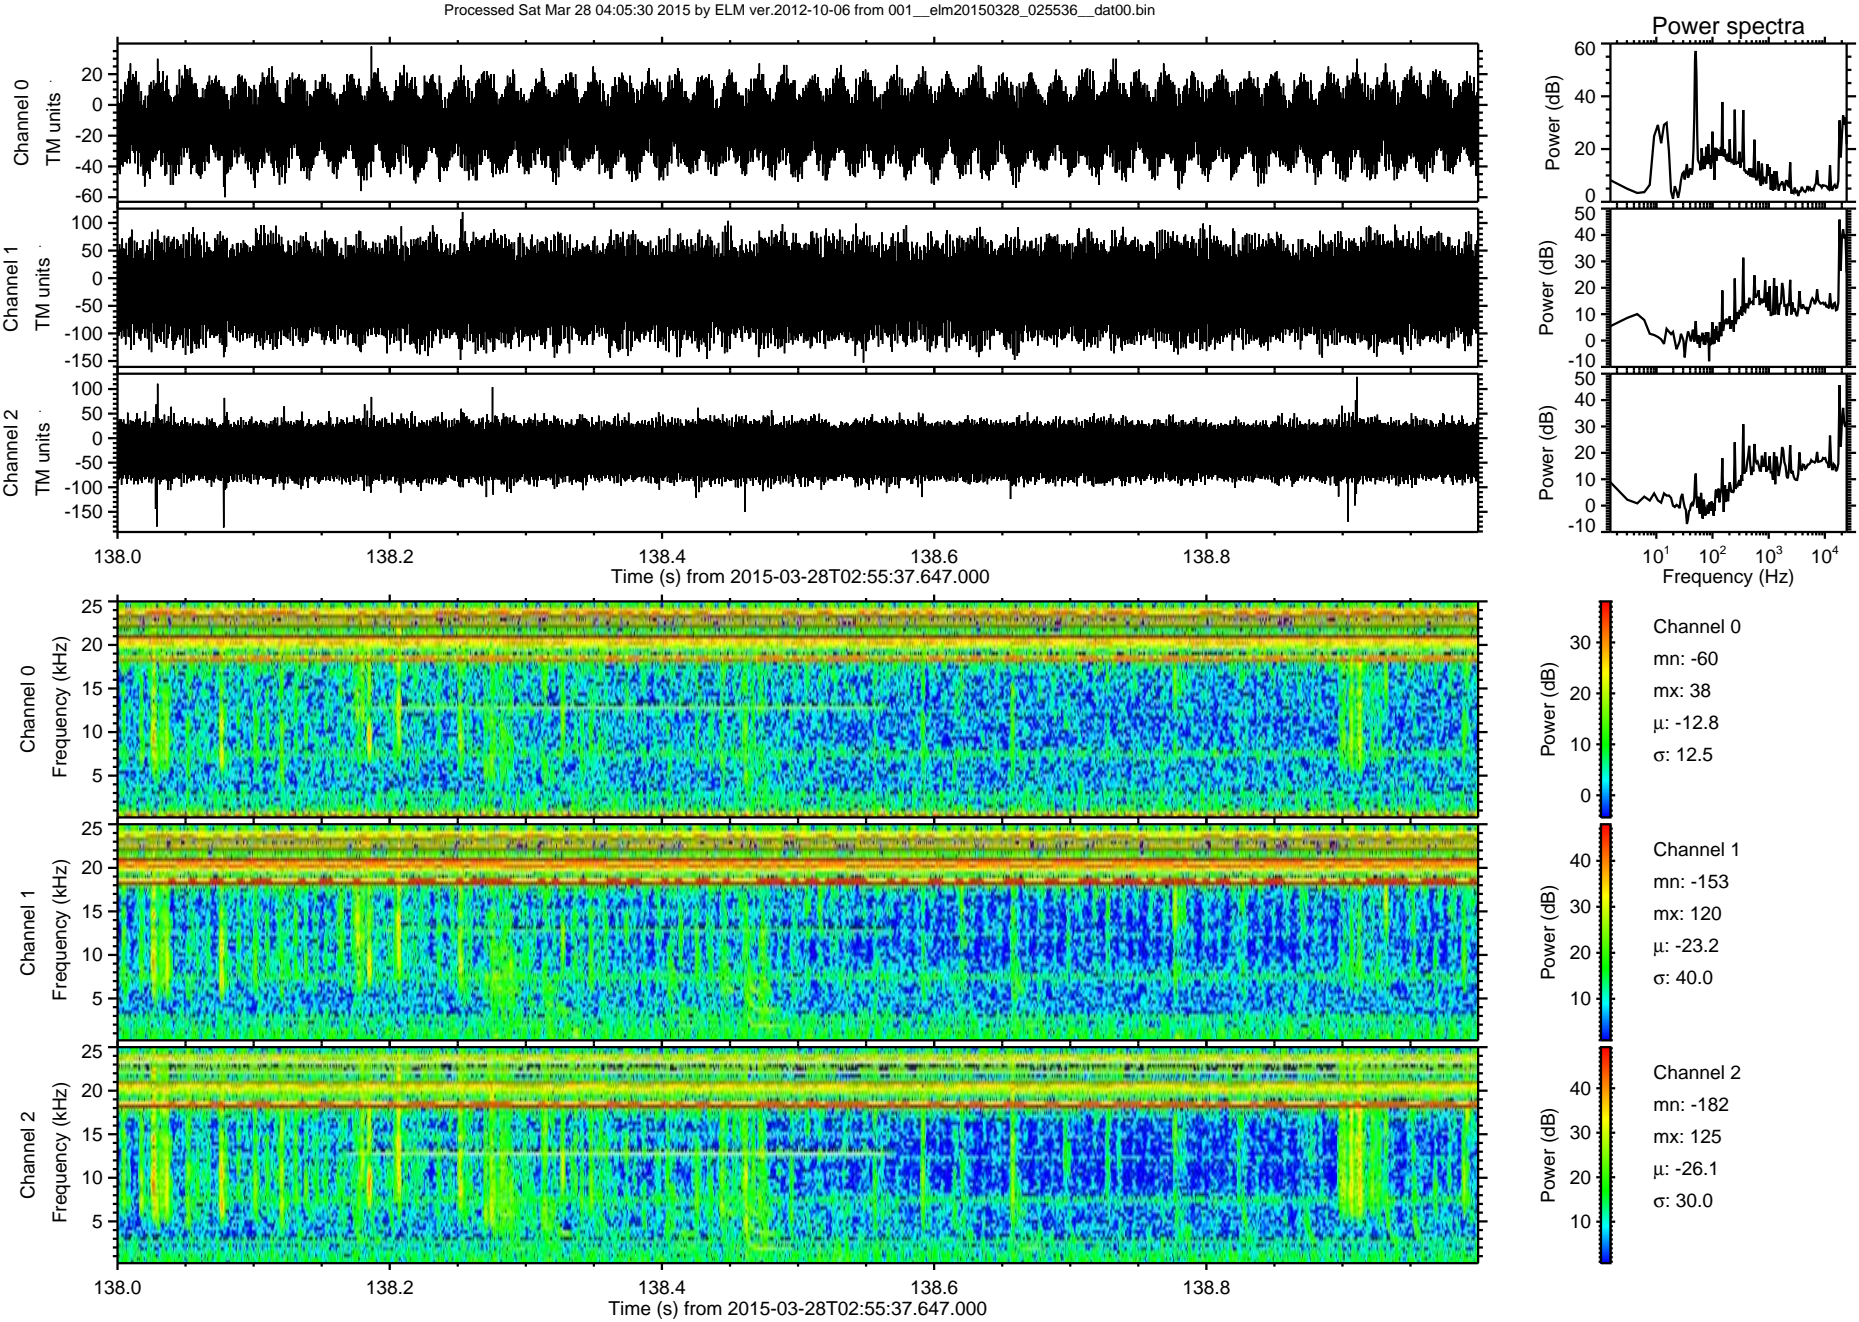 Processed Sat Mar 28 04:05:30 2015 by ELM ver.2012-10-06 from 001__elm20150328_025536__dat00.bin
Power spectra
Channel 0
TM units
20
0
-20
-40
-60
Power (dB)
60
40
20
0
Channel 1
TM units
100
50
0
-50
-100
-150
Power (dB)
50
40
30
20
10
0
-10
Channel 2
TM units
100
50
0
-50
-100
-150
Power (dB)
50
40
30
20
10
0
-10
138.0 138.2 138.4 138.6 138.8
Time (s) from 2015-03-28T02:55:37.647.000
10^1 10^2 10^3 10^4
Frequency (Hz)
Channel 0
Frequency (kHz)
25
20
15
10
5
Power (dB)
30
20
10
0
Channel 0
mn: -60
mx: 38
μ: -12.8
σ: 12.5
Channel 1
Frequency (kHz)
25
20
15
10
5
Power (dB)
40
30
20
10
Channel 1
mn: -153
mx: 120
μ: -23.2
σ: 40.0
Channel 2
Frequency (kHz)
25
20
15
10
5
Power (dB)
40
30
20
10
Channel 2
mn: -182
mx: 125
μ: -26.1
σ: 30.0
138.0 138.2 138.4 138.6 138.8
Time (s) from 2015-03-28T02:55:37.647.000